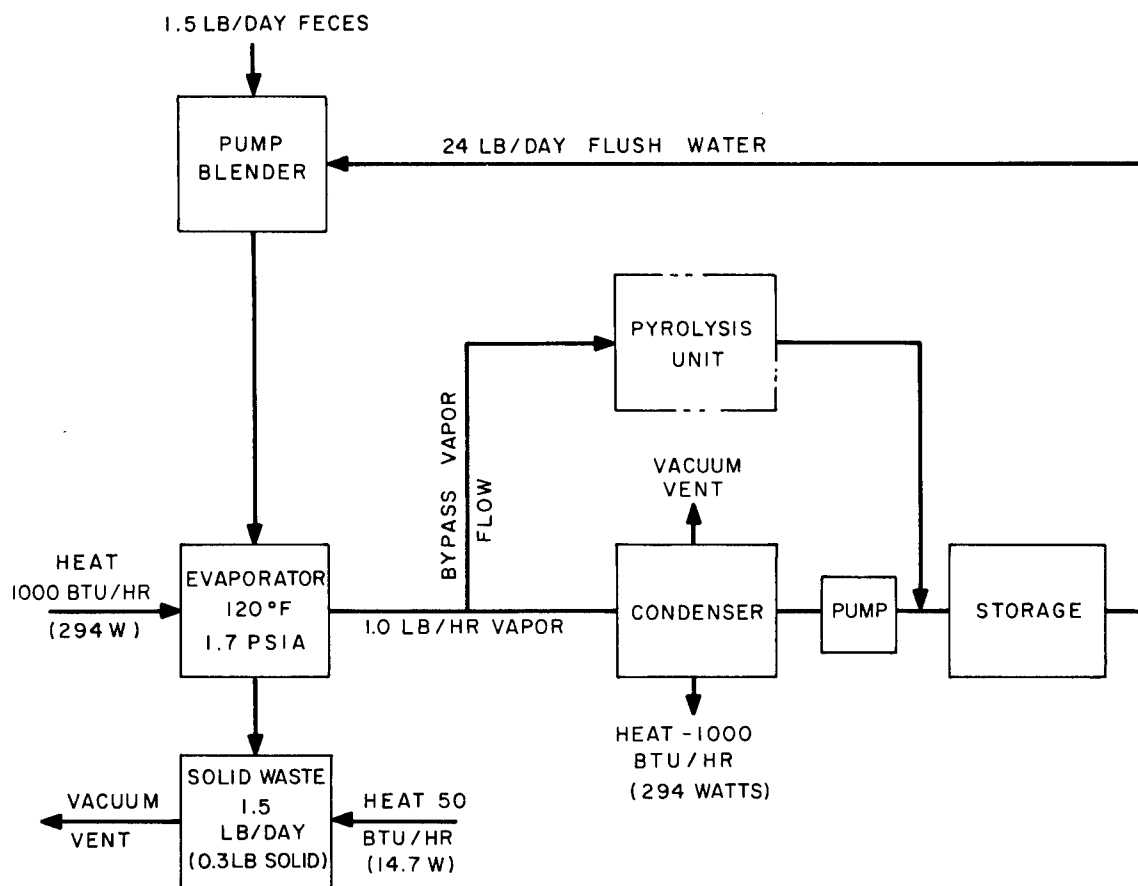 1.5 LB/DAY FECES
PUMP
BLENDER
24 LB/DAY FLUSH WATER
PYROLYSIS
UNIT
BYPASS VAPOR
FLOW
VACUUM
VENT
HEAT
1000 BTU/HR
(294 W)
EVAPORATOR
120°F
1.7 PSIA
1.0 LB/HR VAPOR
CONDENSER
PUMP
STORAGE
HEAT -1000
BTU/HR
(294 WATTS)
VACUUM
VENT
SOLID WASTE
1.5
LB/DAY
(0.3LB SOLID)
HEAT 50
BTU/HR
(14.7 W)